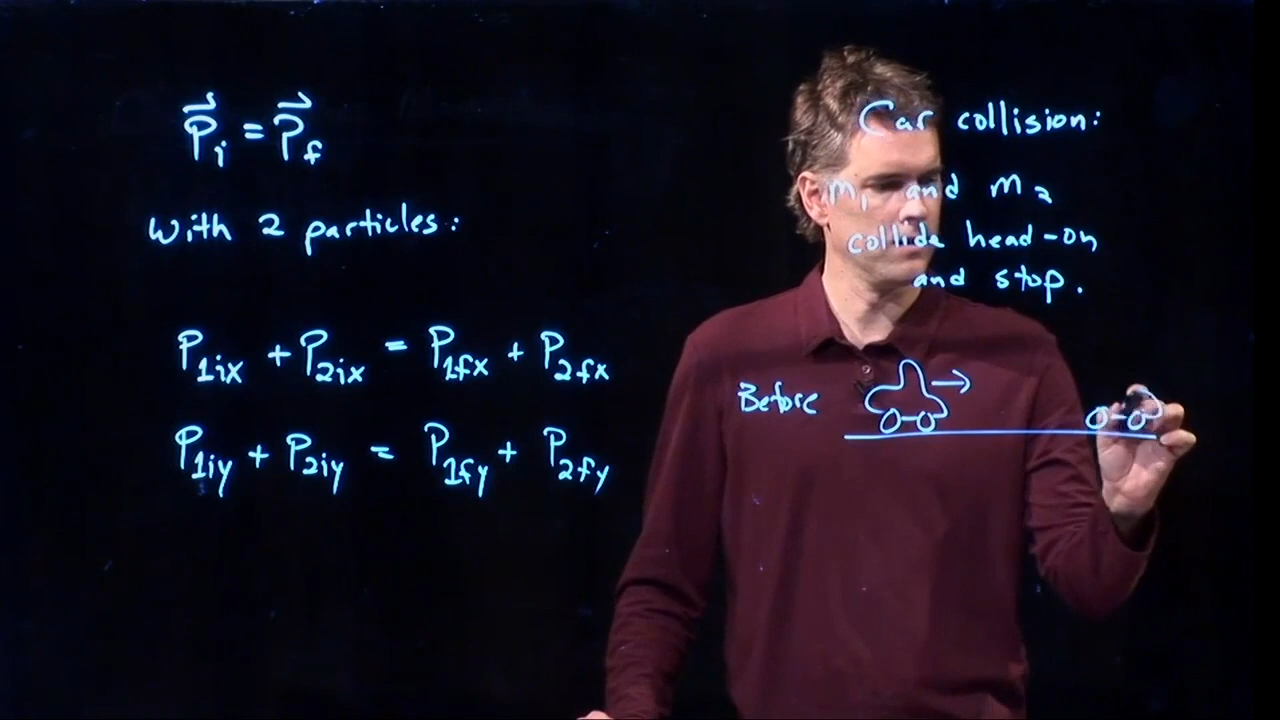 P⃗i = P⃗f
With 2 particles:
P1ix + P2ix = P1fx + P2fx
P1iy + P2iy = P1fy + P2fy
Car collision:
m1 and m2
collide head-on
and stop.
Before